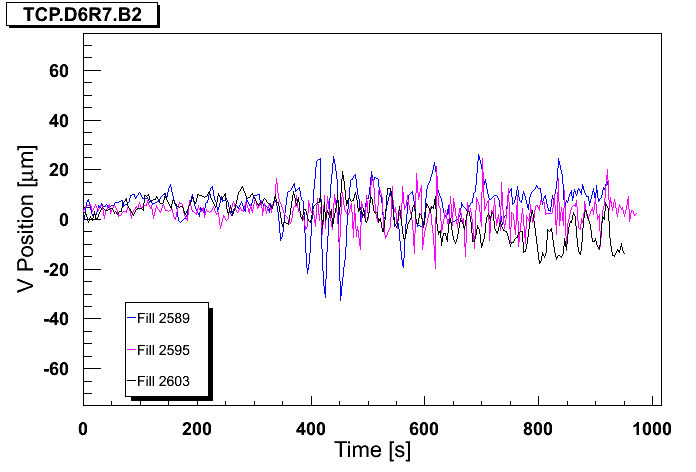 TCP.D6R7.B2
V Position [μm]
60
40
20
0
-20
-40
-60
Fill 2589
Fill 2595
Fill 2603
0 200 400 600 800 1000
Time [s]